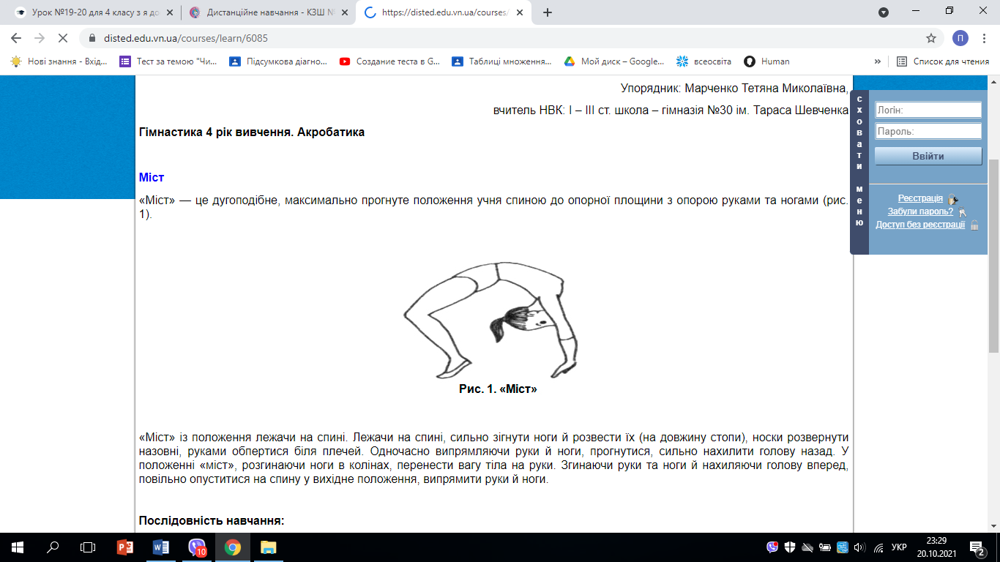 Урок №19-20 для 4 класу з я до
Дистанційне навчання - КЗШ №
https://disted.edu.vn.ua/courses/
disted.edu.vn.ua/courses/learn/6085
П
Нові знання - Вхід...
Тест за темою "Чи...
Підсумкова діагно...
Создание теста в G...
Таблиці множення...
Мой диск – Google...
всеосвіта
Human
»
Список для чтения
Упорядник: Марченко Тетяна Миколаївна,
вчитель НВК: І – ІІІ ст. школа – гімназія №30 ім. Тараса Шевченка
Гімнастика 4 рік вивчення. Акробатика
Міст
«Міст» — це дугоподібне, максимально прогнуте положення учня спиною до опорної площини з опорою руками та ногами (рис.
1).
Рис. 1. «Міст»
«Міст» із положення лежачи на спині. Лежачи на спині, сильно зігнути ноги й розвести їх (на довжину стопи), носки розвернути
назовні, руками обпертися біля плечей. Одночасно випрямляючи руки й ноги, прогнутися, сильно нахилити голову назад. У
положенні «міст», розгинаючи ноги в колінах, перенести вагу тіла на руки. Згинаючи руки та ноги й нахиляючи голову вперед,
повільно опуститися на спину у вихідне положення, випрямити руки й ноги.
Послідовність навчання:
сховати меню
Логін:
Пароль:
Ввійти
Реєстрація
Забули пароль?
Доступ без реєстрації
10
УКР
23:29
20.10.2021
2